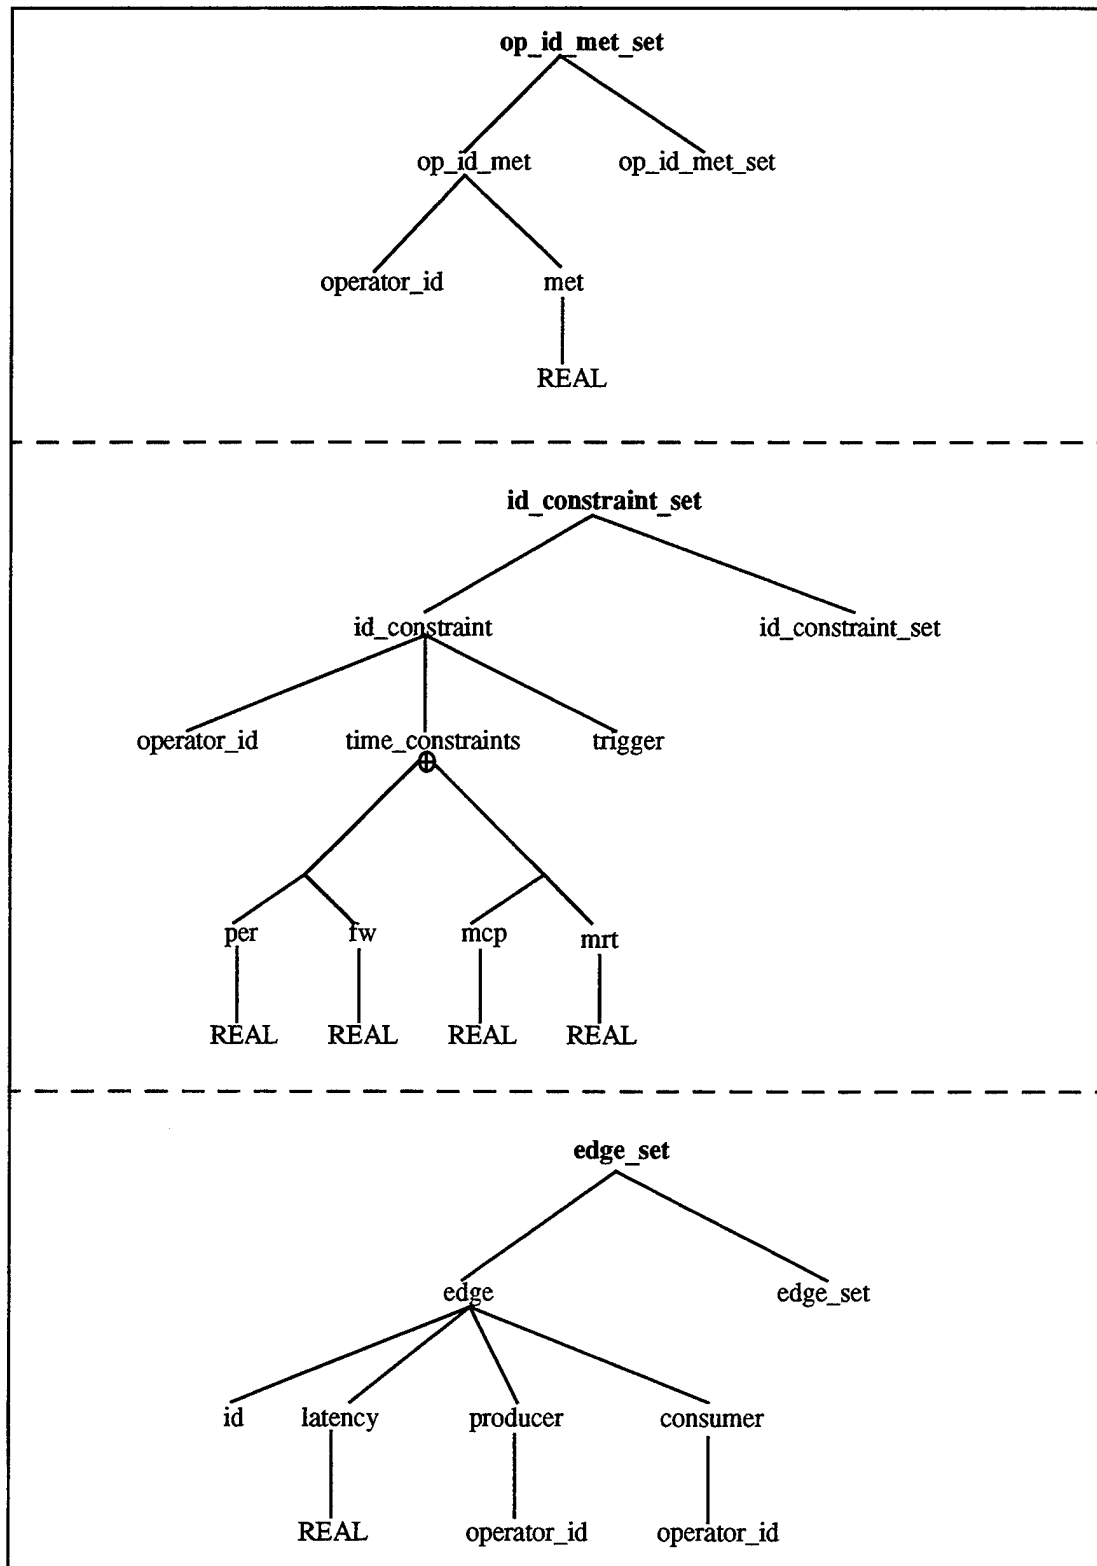 op_id_met_set
op_id_met op_id_met_set
operator_id met
REAL
id_constraint_set
id_constraint id_constraint_set
operator_id time_constraints trigger
per fw mcp mrt
REAL REAL REAL REAL
edge_set
edge edge_set
id latency producer consumer
REAL operator_id operator_id